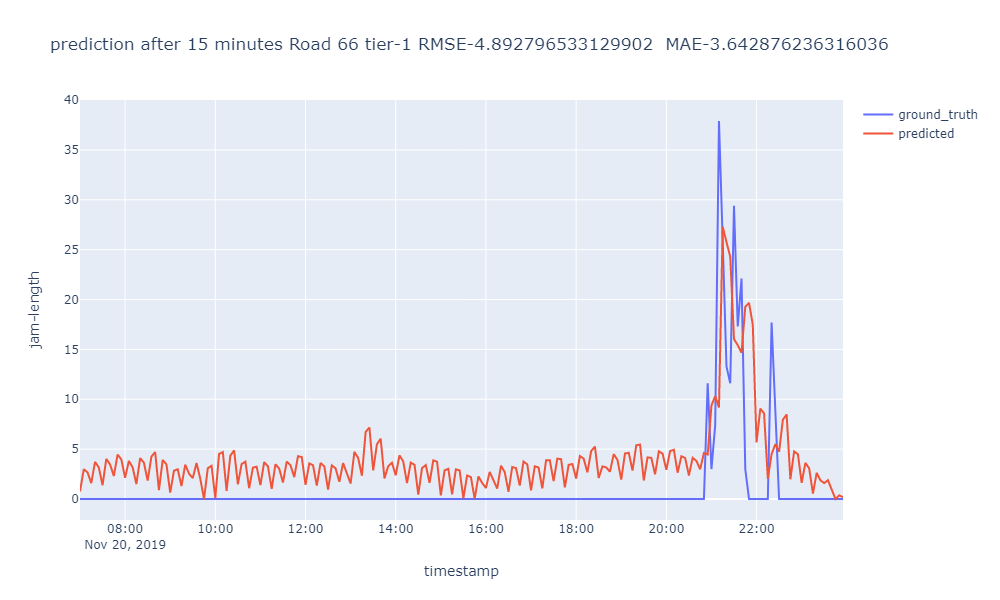 prediction after 15 minutes Road 66 tier-1 RMSE-4.892796533129902  MAE-3.642876236316036
ground_truth
predicted
40
35
30
25
20
15
10
5
0
jam-length
08:00 10:00 12:00 14:00 16:00 18:00 20:00 22:00
Nov 20, 2019
timestamp